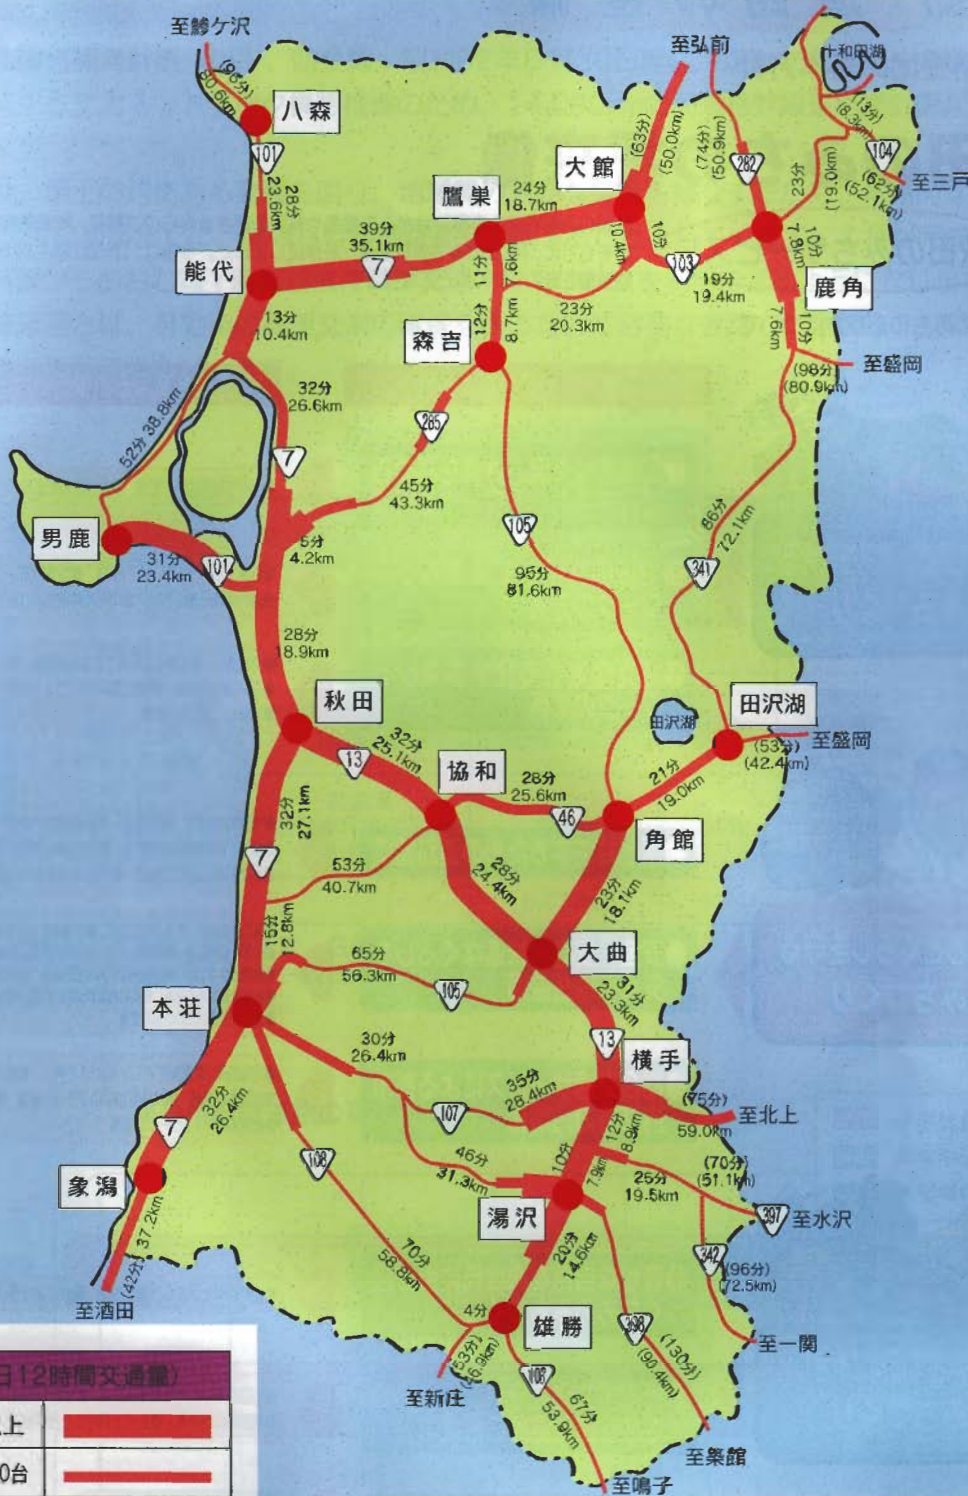 至鰺ケ沢
(96分)
80.6km
八森
101
28分
23.6km
能代
39分
35.1km
7
鷹巣
24分
18.7km
大館
至弘前
(63分)
(50.0km)
(74分)
(50.9km)
282
十和田湖
(13分)
(8.3km)
104
至三戸
(62分)
(52.1km)
23分
(19.0km)
10分
10.4km
103
19分
19.4km
10分
7.8km
鹿角
10分
7.6km
至盛岡
(98分)
(80.9km)
11分
7.6km
23分
20.3km
12分
8.7km
森吉
13分
10.4km
32分
26.6km
7
52分 38.8km
285
45分
43.3km
5分
4.2km
男鹿
31分
23.4km
101
105
95分
81.6km
86分
72.1km
341
28分
18.9km
秋田
田沢湖
田沢湖
至盛岡
(53分)
(42.4km)
32分
25.1km
13
協和
28分
25.6km
46
21分
19.0km
角館
32分
27.1km
7
53分
40.7km
28分
24.4km
23分
18.1km
15分
12.8km
大曲
65分
56.3km
105
31分
23.3km
13
本荘
30分
26.4km
107
35分
28.4km
横手
(75分)
59.0km
至北上
12分
8.9km
32分
26.4km
7
108
46分
31.3km
10分
7.9km
(70分)
(51.1km)
25分
19.5km
397
至水沢
象潟
湯沢
(42分) 37.2km
至酒田
70分
58.8km
20分
14.6km
342
(96分)
(72.5km)
至一関
4分
雄勝
398
(130分)
(90.4km)
(53分)
(46.9km)
至新庄
108
67分
53.9km
至築館
至鳴子
日12時間交通量)
上
0台